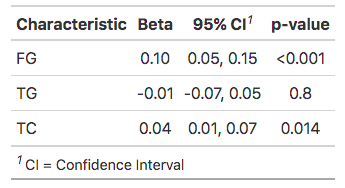 Characteristic Beta 95% CI¹ p-value
FG 0.10 0.05, 0.15 <0.001
TG -0.01 -0.07, 0.05 0.8
TC 0.04 0.01, 0.07 0.014
¹ CI = Confidence Interval